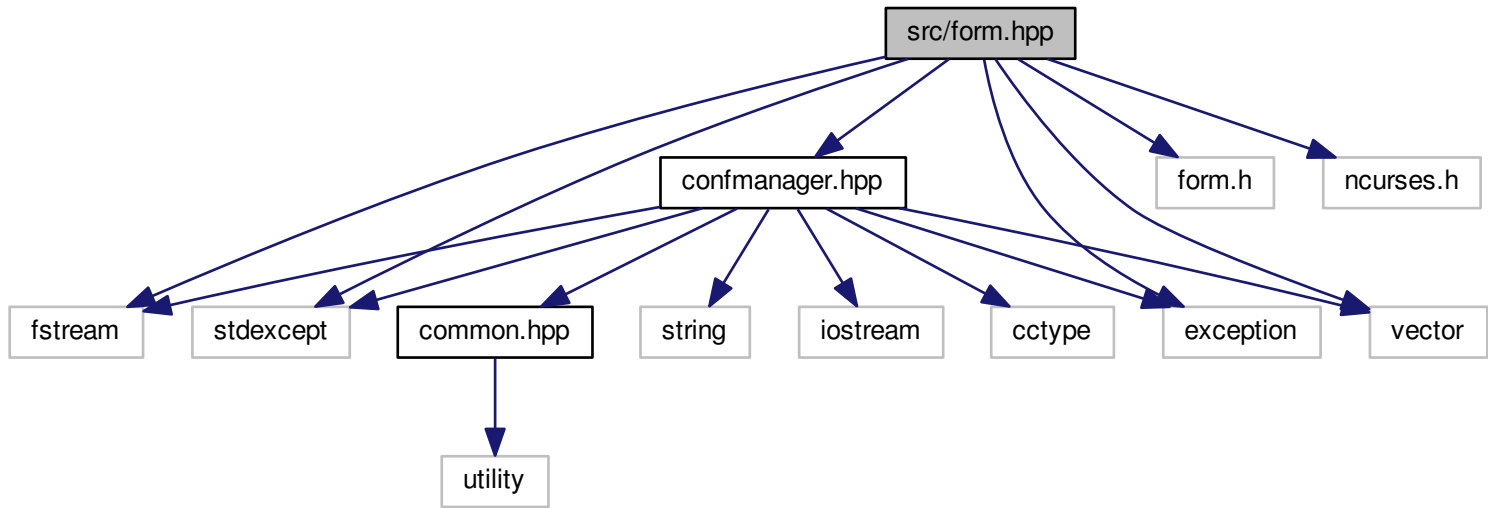 src/form.hpp
confmanager.hpp
form.h
ncurses.h
fstream
stdexcept
common.hpp
string
iostream
cctype
exception
vector
utility